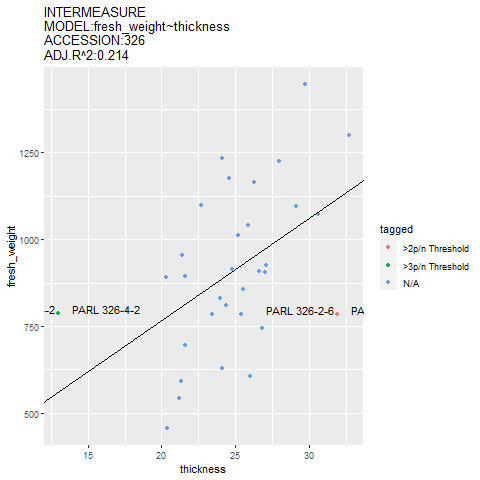 INTERMEASURE
MODEL:fresh_weight~thickness
ACCESSION:326
ADJ.R^2:0.214
fresh_weight
1250
1000
750
500
-2
PARL 326-4-2
PARL 326-2-6
PA
15
20
25
30
thickness
tagged
>2p/n Threshold
>3p/n Threshold
N/A